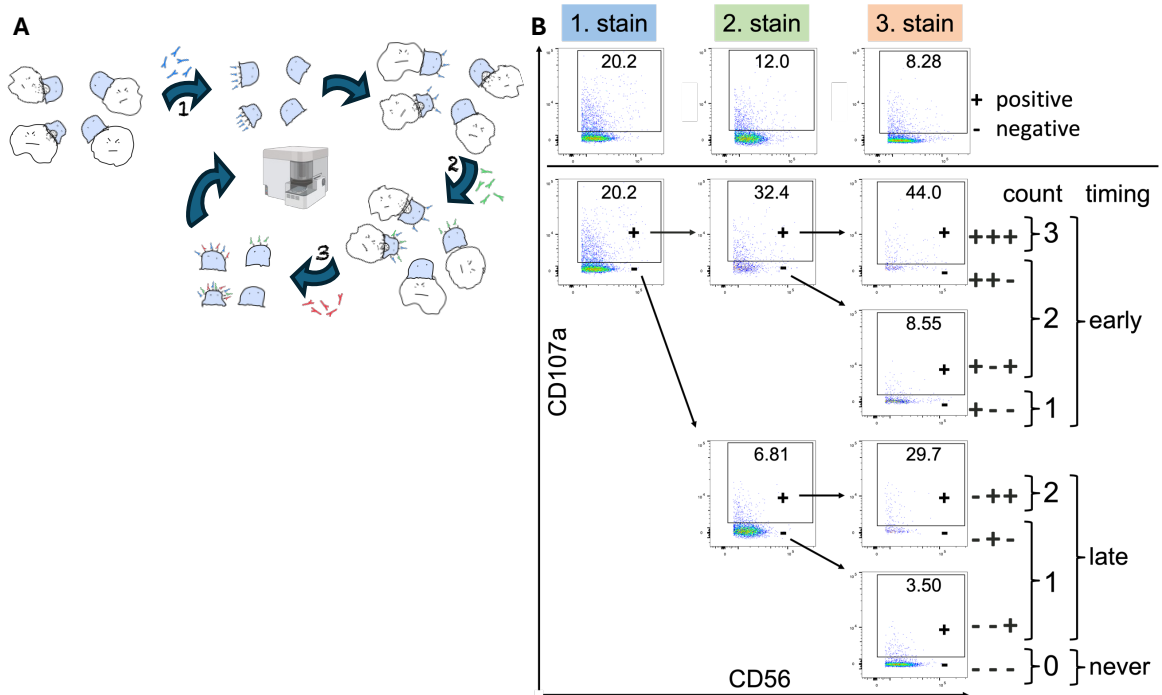 A
1
2
3
B
1. stain 2. stain 3. stain
20.2 12.0 8.28
+ positive
- negative
20.2 32.4 44.0 count timing
+ + +
- - -
+++ 3
++-
8.55 2 early
+
-
+-+
+-- 1
6.81 29.7
+ +
- -
-++ 2
-+-
3.50 1 late
+
-
--+
--- 0 never
CD107a
CD56